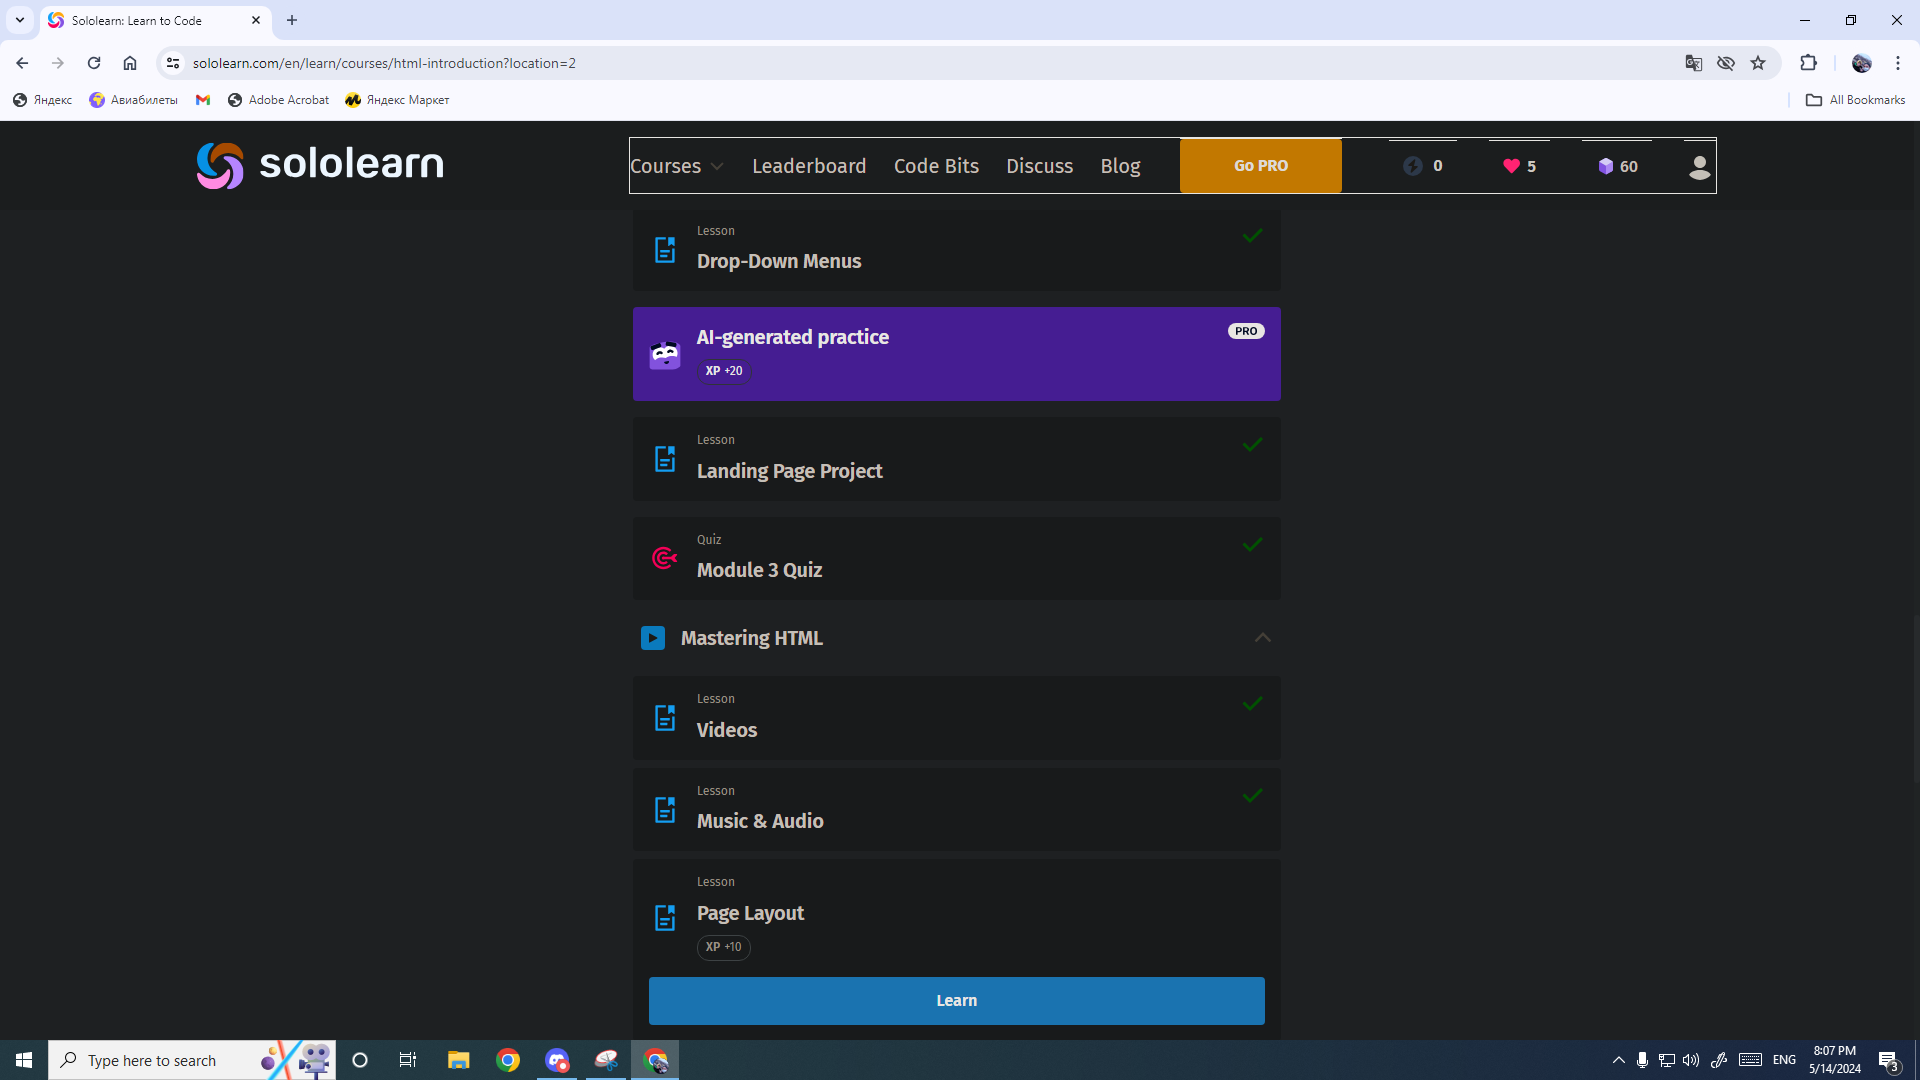 Sololearn: Learn to Code
sololearn.com/en/learn/courses/html-introduction?location=2
Яндекс
Авиабилеты
Adobe Acrobat
Яндекс Маркет
All Bookmarks
sololearn
Courses
Leaderboard
Code Bits
Discuss
Blog
Go PRO
0
5
60
Lesson
Drop-Down Menus
AI-generated practice
PRO
XP +20
Lesson
Landing Page Project
Quiz
Module 3 Quiz
Mastering HTML
Lesson
Videos
Lesson
Music & Audio
Lesson
Page Layout
XP +10
Learn
Type here to search
ENG
8:07 PM
5/14/2024
3